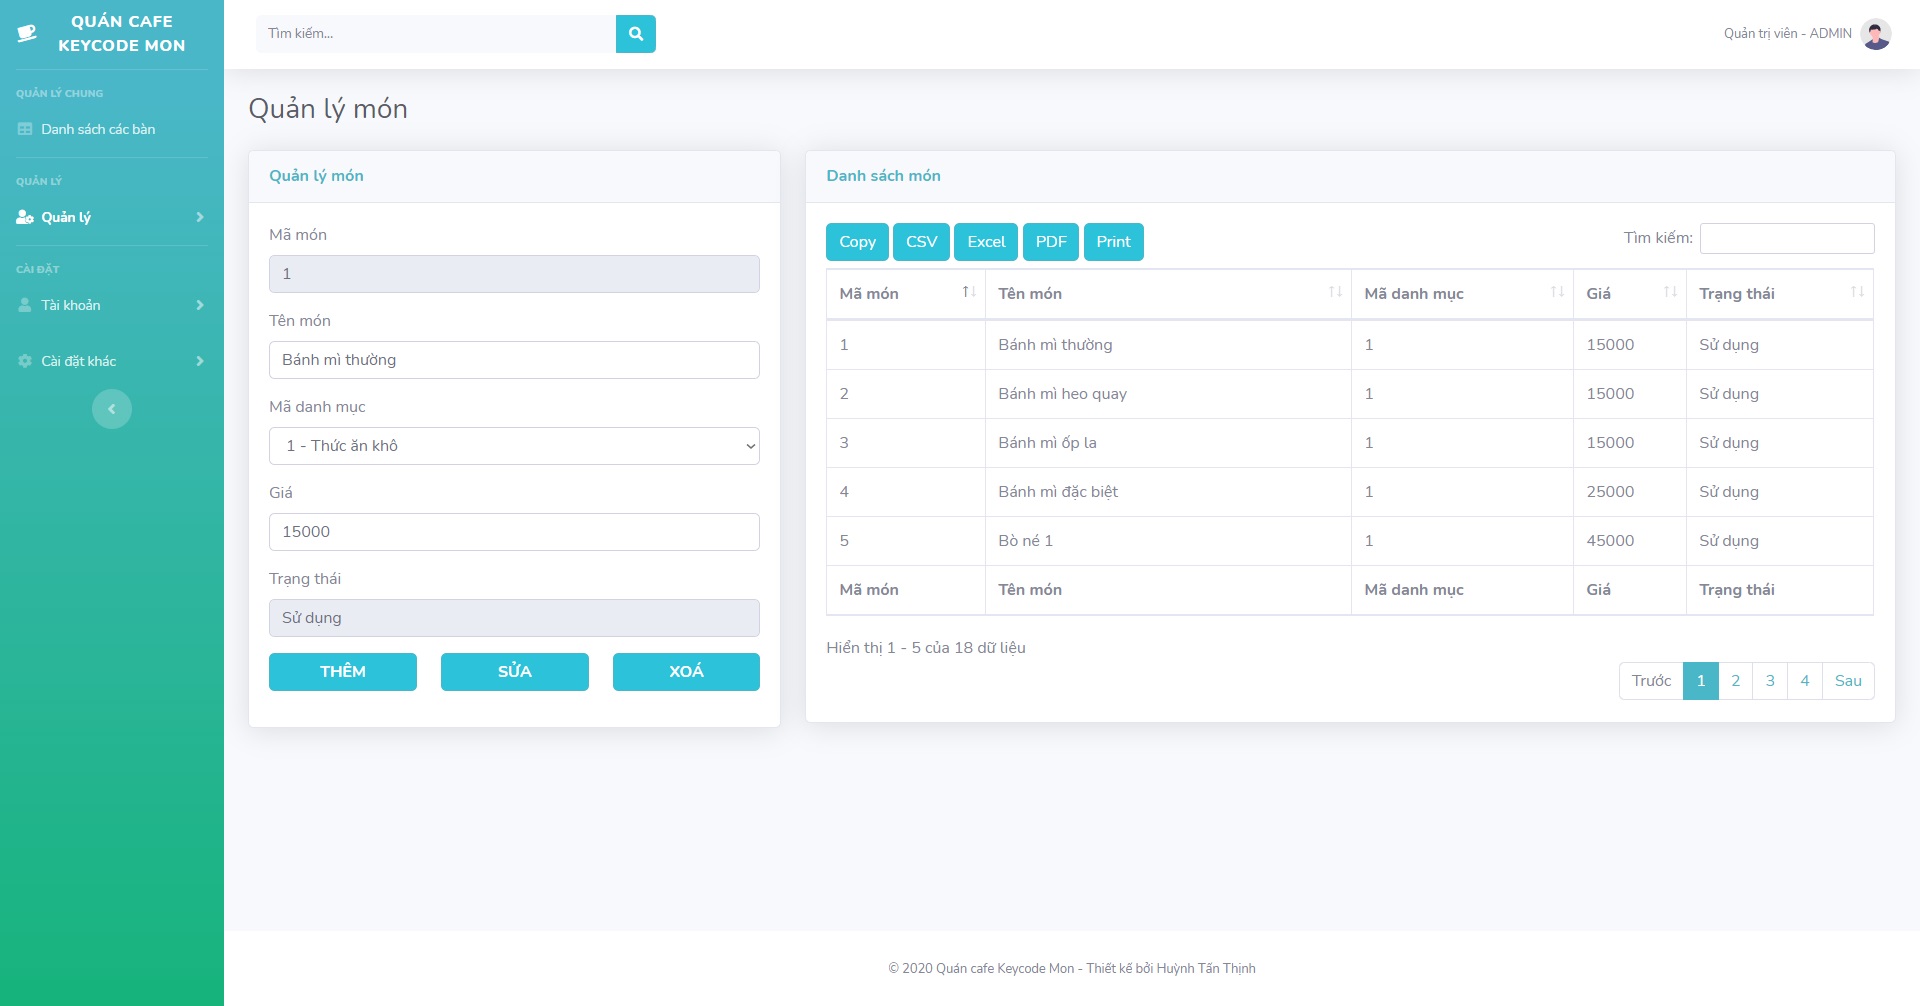 QUÁN CAFE
KEYCODE MON
QUẢN LÝ CHUNG
Danh sách các bàn
QUẢN LÝ
Quản lý
CÀI ĐẶT
Tài khoản
Cài đặt khác
Tìm kiếm...
Quản trị viên - ADMIN
Quản lý món
Quản lý món
Mã món
1
Tên món
Bánh mì thường
Mã danh mục
1 - Thức ăn khô
Giá
15000
Trạng thái
Sử dụng
THÊM SỬA XOÁ
Danh sách món
Copy CSV Excel PDF Print Tìm kiếm:
Mã món Tên món Mã danh mục Giá Trạng thái
1 Bánh mì thường 1 15000 Sử dụng
2 Bánh mì heo quay 1 15000 Sử dụng
3 Bánh mì ốp la 1 15000 Sử dụng
4 Bánh mì đặc biệt 1 25000 Sử dụng
5 Bò né 1 1 45000 Sử dụng
Mã món Tên món Mã danh mục Giá Trạng thái
Hiển thị 1 - 5 của 18 dữ liệu
Trước 1 2 3 4 Sau
© 2020 Quán cafe Keycode Mon - Thiết kế bởi Huỳnh Tấn Thịnh